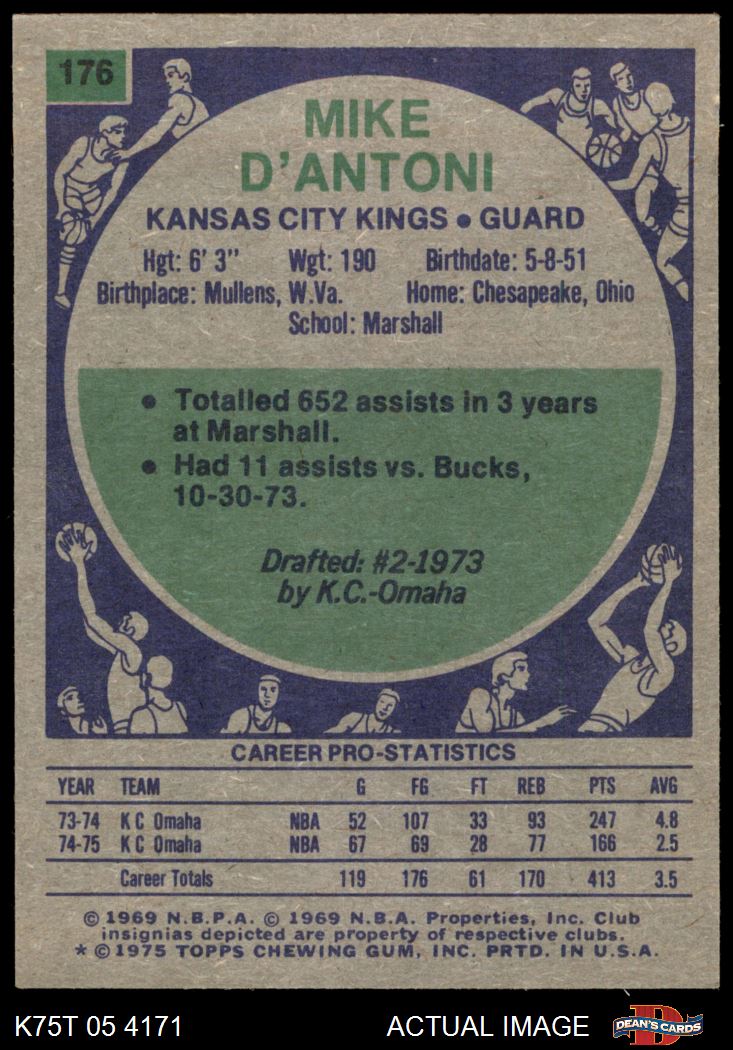 176
MIKE
D'ANTONI
KANSAS CITY KINGS • GUARD
Hgt: 6' 3" Wgt: 190 Birthdate: 5-8-51
Birthplace: Mullens, W.Va. Home: Chesapeake, Ohio
School: Marshall
• Totalled 652 assists in 3 years
at Marshall.
• Had 11 assists vs. Bucks,
10-30-73.
Drafted: #2-1973
by K.C.-Omaha
CAREER PRO-STATISTICS
YEAR TEAM G FG FT REB PTS AVG
73-74 K C Omaha NBA 52 107 33 93 247 4.8
74-75 K C Omaha NBA 67 69 28 77 166 2.5
Career Totals 119 176 61 170 413 3.5
© 1969 N.B.P.A. © 1969 N.B.A. Properties, Inc. Club
insignias depicted are property of respective clubs.
* © 1975 TOPPS CHEWING GUM, INC. PRTD. IN U.S.A.
K75T 05 4171 ACTUAL IMAGE
D
DEAN'S CARDS